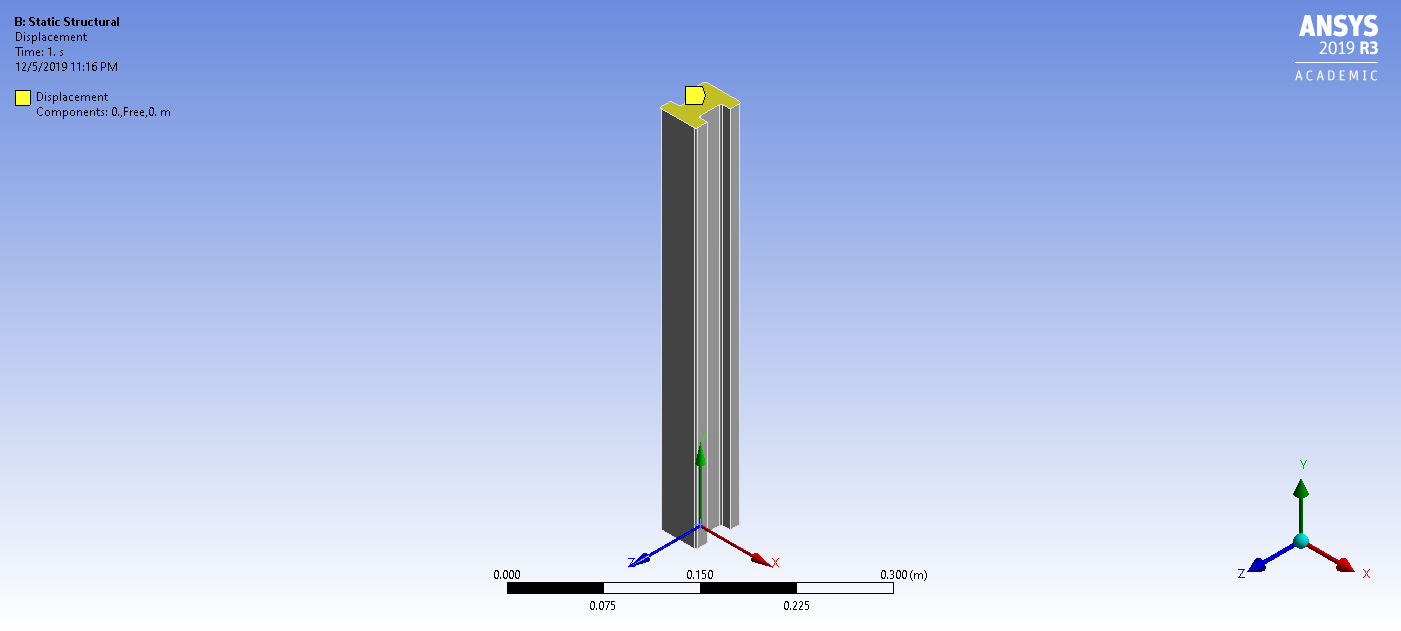 B: Static Structural
Displacement
Time: 1. s
12/5/2019 11:16 PM
Displacement
Components: 0.,Free,0. m
ANSYS
2019 R3
ACADEMIC
Y
Z
X
Y
Z
X
0.000
0.150
0.300 (m)
0.075
0.225